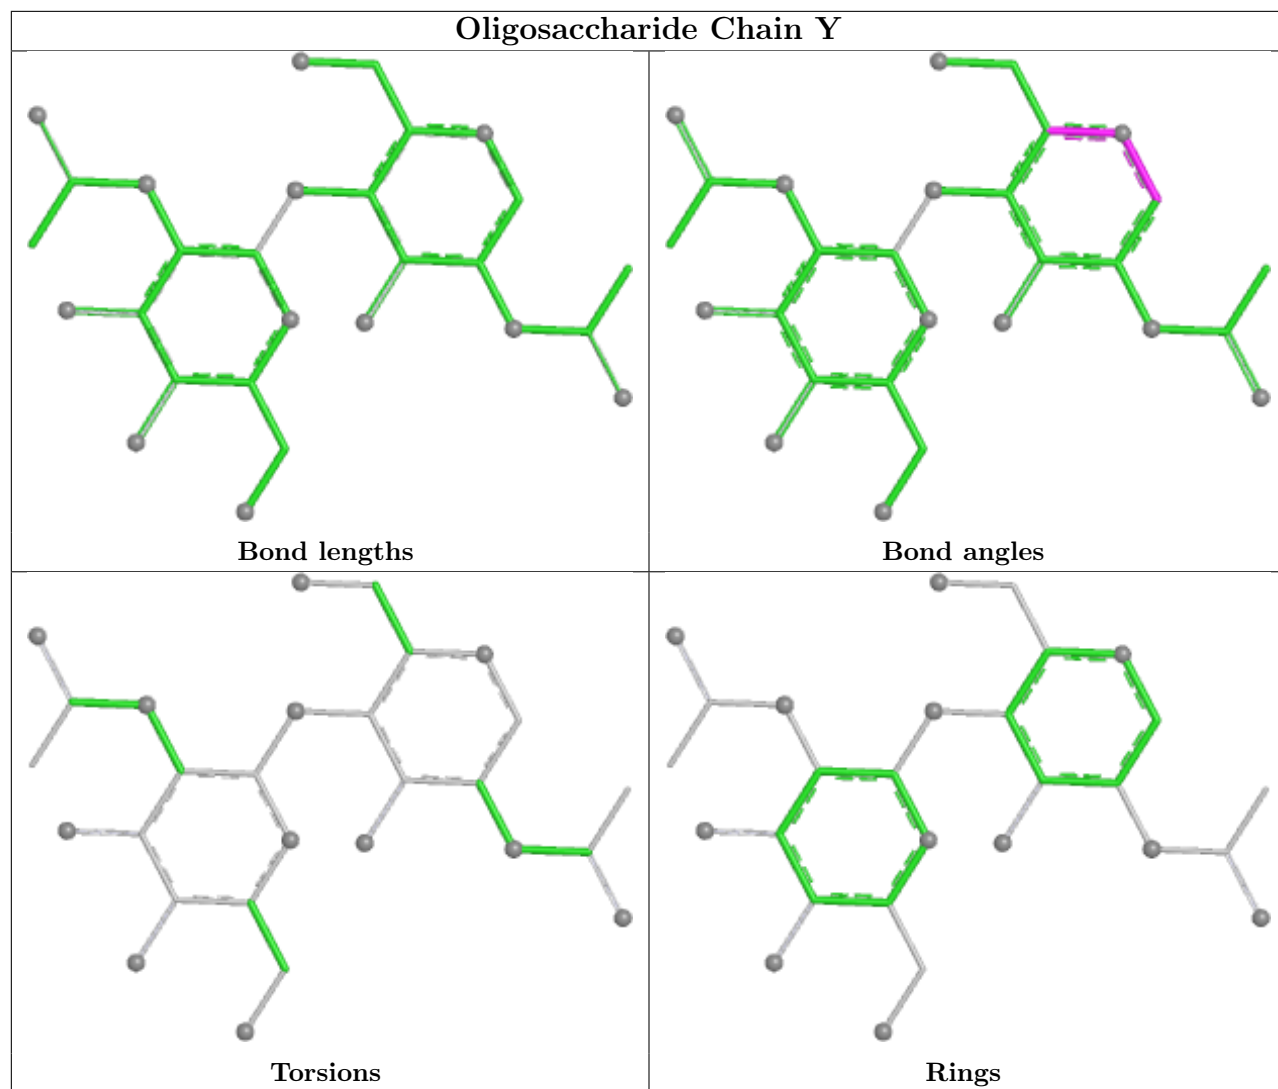 Oligosaccharide Chain Y
Bond lengths
Bond angles
Torsions
Rings